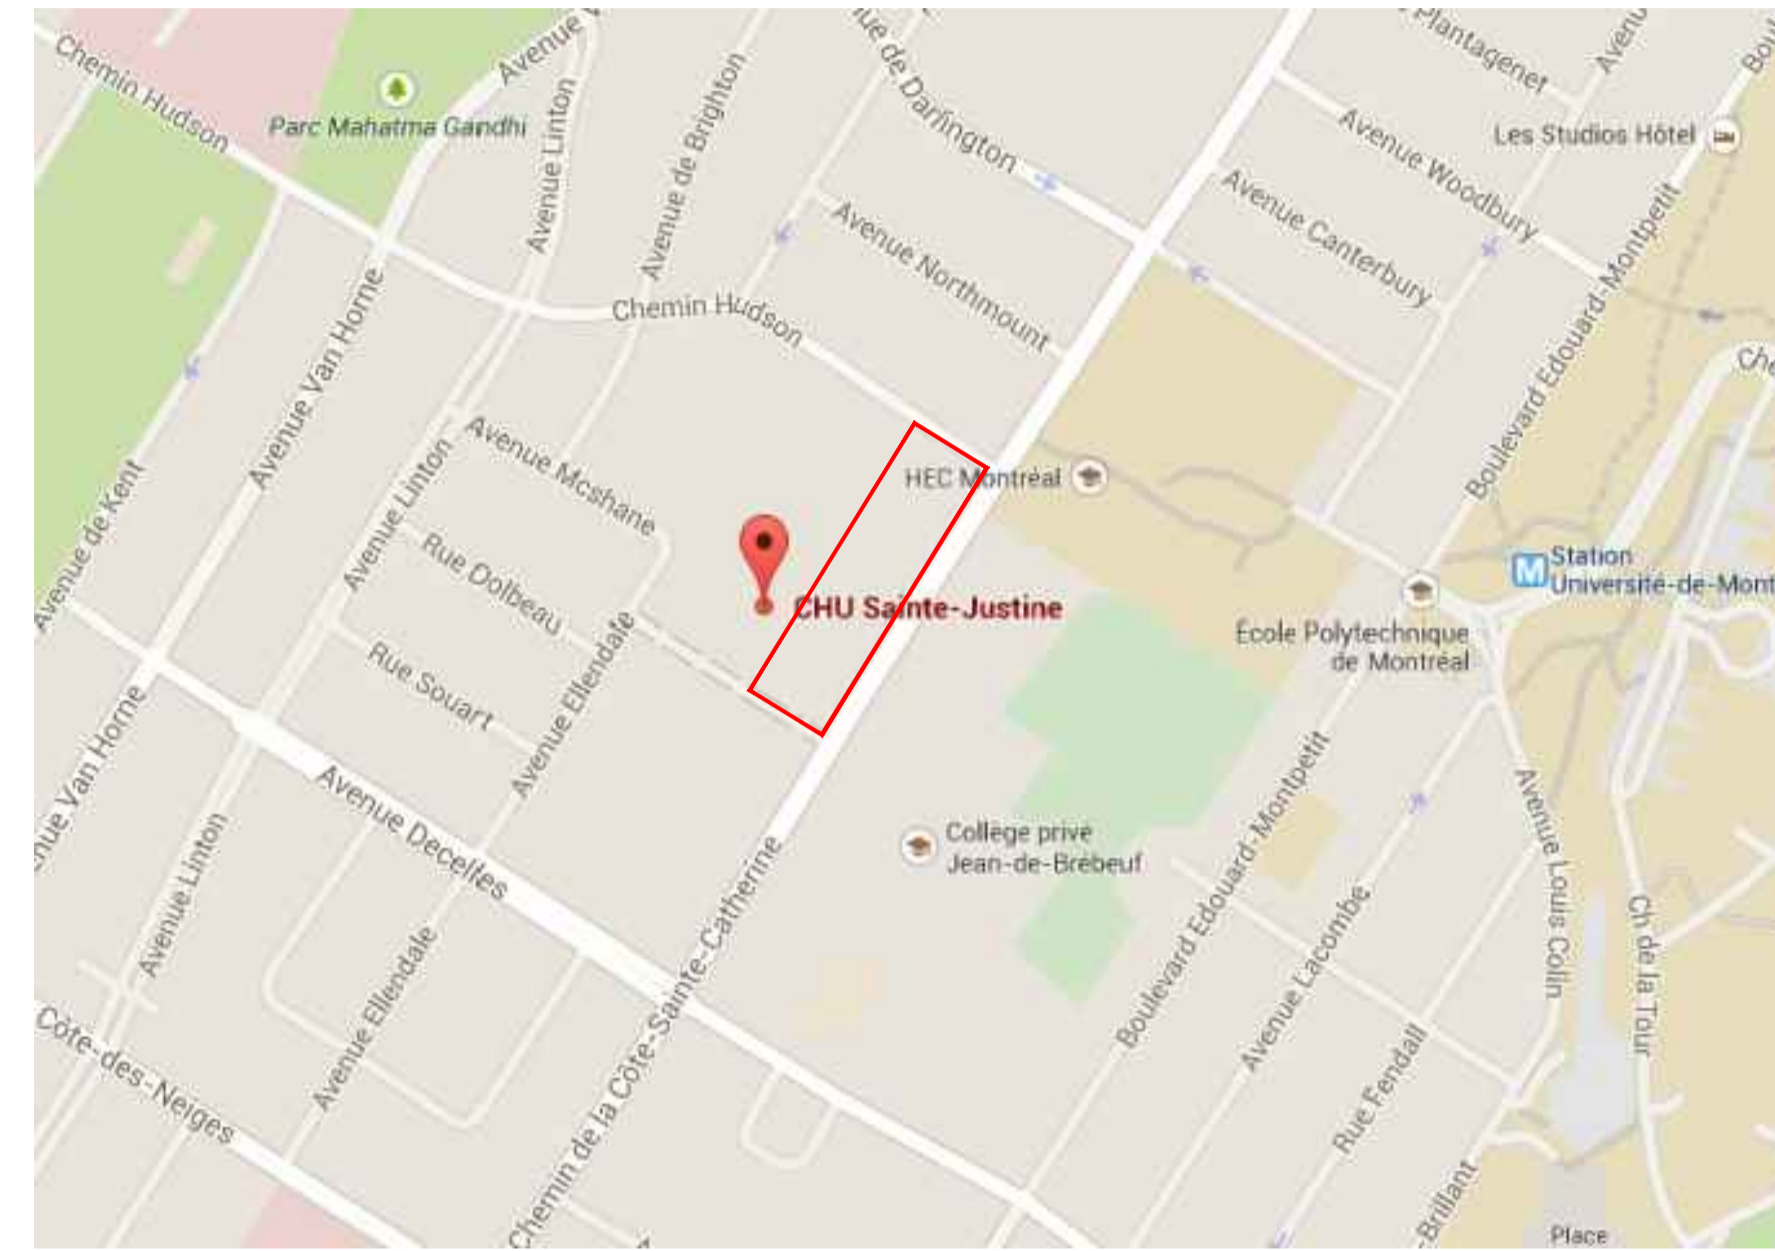 Chemin Hudson
Parc Mahatma Gandhi
Avenue
Avenue Linton
Avenue de Brighton
de Darlington
Plantagenet
Avenue Woodbury
Les Studios Hôtel
Avenue Canterbury
Avenue Northmount
Chemin Hudson
Boulevard Edouard-Montpetit
Avenue Van Horne
Avenue de Kent
Avenue Linton
Avenue Mcshane
Rue Dolbeau
Rue Souart
Avenue Ellendale
HEC Montréal
CHU Sainte-Justine
M Station
Université-de-Mont
École Polytechnique
de Montréal
Van Horne
Avenue Linton
Avenue Decelles
Avenue Ellendale
Côte-des-Neiges
Chemin de la Côte-Sainte-Catherine
Collège privé
Jean-de-Brébeuf
Boulevard Edouard-Montpetit
Avenue Lacombe
Rue Fendall
Avenue Louis Colin
Ch de la Tour
-Brillant
Place